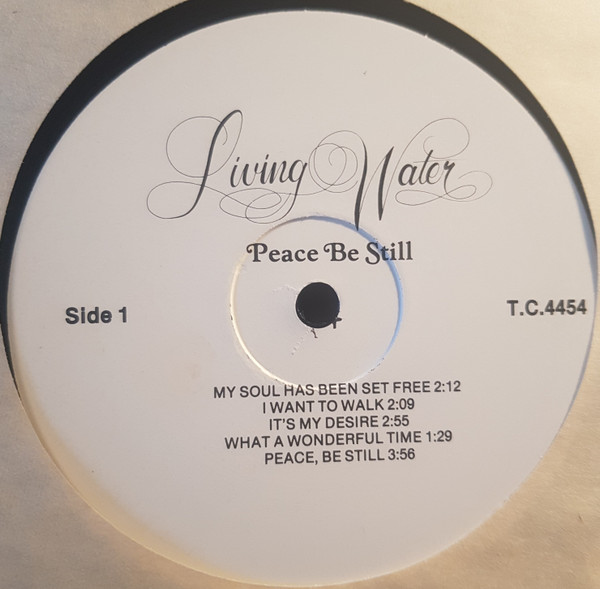 Living Water
Peace Be Still
Side 1
T.C.4454
MY SOUL HAS BEEN SET FREE 2:12
I WANT TO WALK 2:09
IT'S MY DESIRE 2:55
WHAT A WONDERFUL TIME 1:29
PEACE, BE STILL 3:56